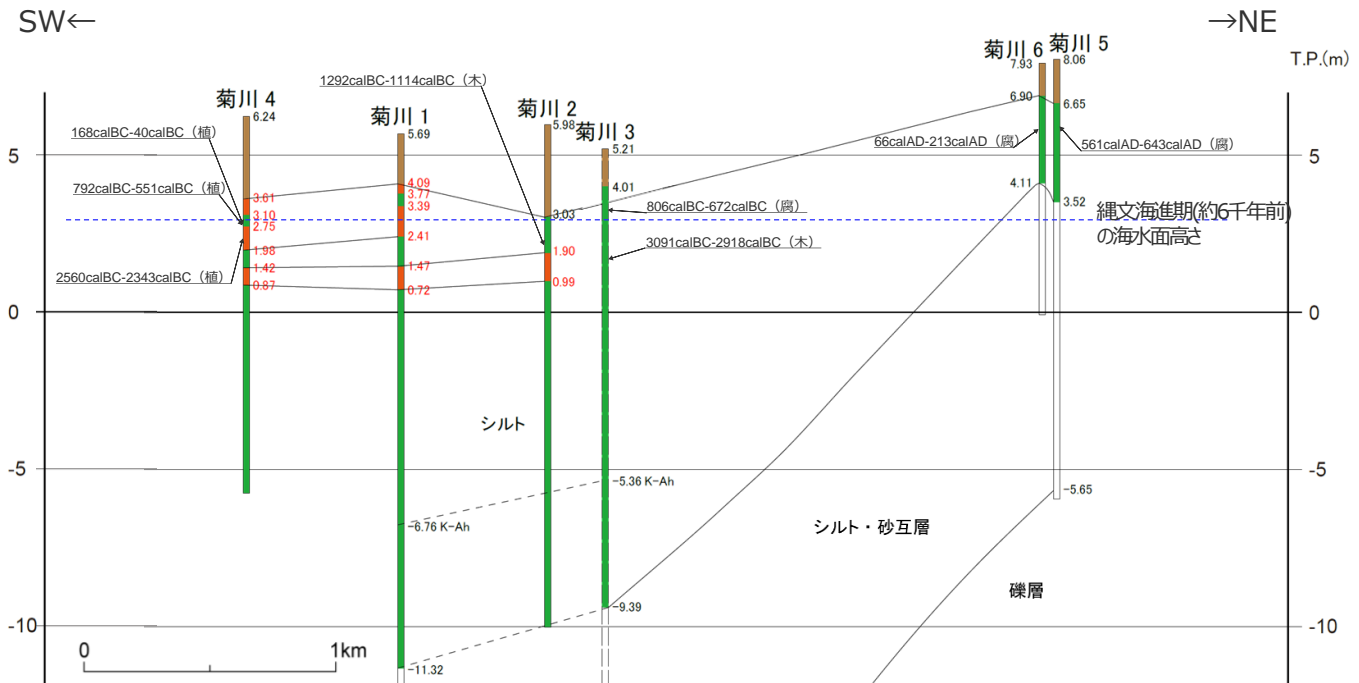 SW←
→NE
T.P.(m)
菊川 4
6.24
菊川 1
5.69
菊川 2
5.98
菊川 3
5.21
菊川 6
7.93
菊川 5
8.06
1292calBC-1114calBC（木）
168calBC-40calBC（植）
792calBC-551calBC（植）
2560calBC-2343calBC（植）
66calAD-213calAD（腐）
561calAD-643calAD（腐）
806calBC-672calBC（腐）
3091calBC-2918calBC（木）
縄文海進期(約6千年前)
の海水面高さ
3.61
3.10
2.75
1.98
1.42
0.87
4.09
3.77
3.39
2.41
1.47
0.72
-6.76 K-Ah
-11.32
3.03
1.90
0.99
4.01
-5.36 K-Ah
-9.39
6.90
4.11
6.65
3.52
-5.65
シルト
シルト・砂互層
礫層
5
0
-5
-10
5
0
-5
-10
0
1km